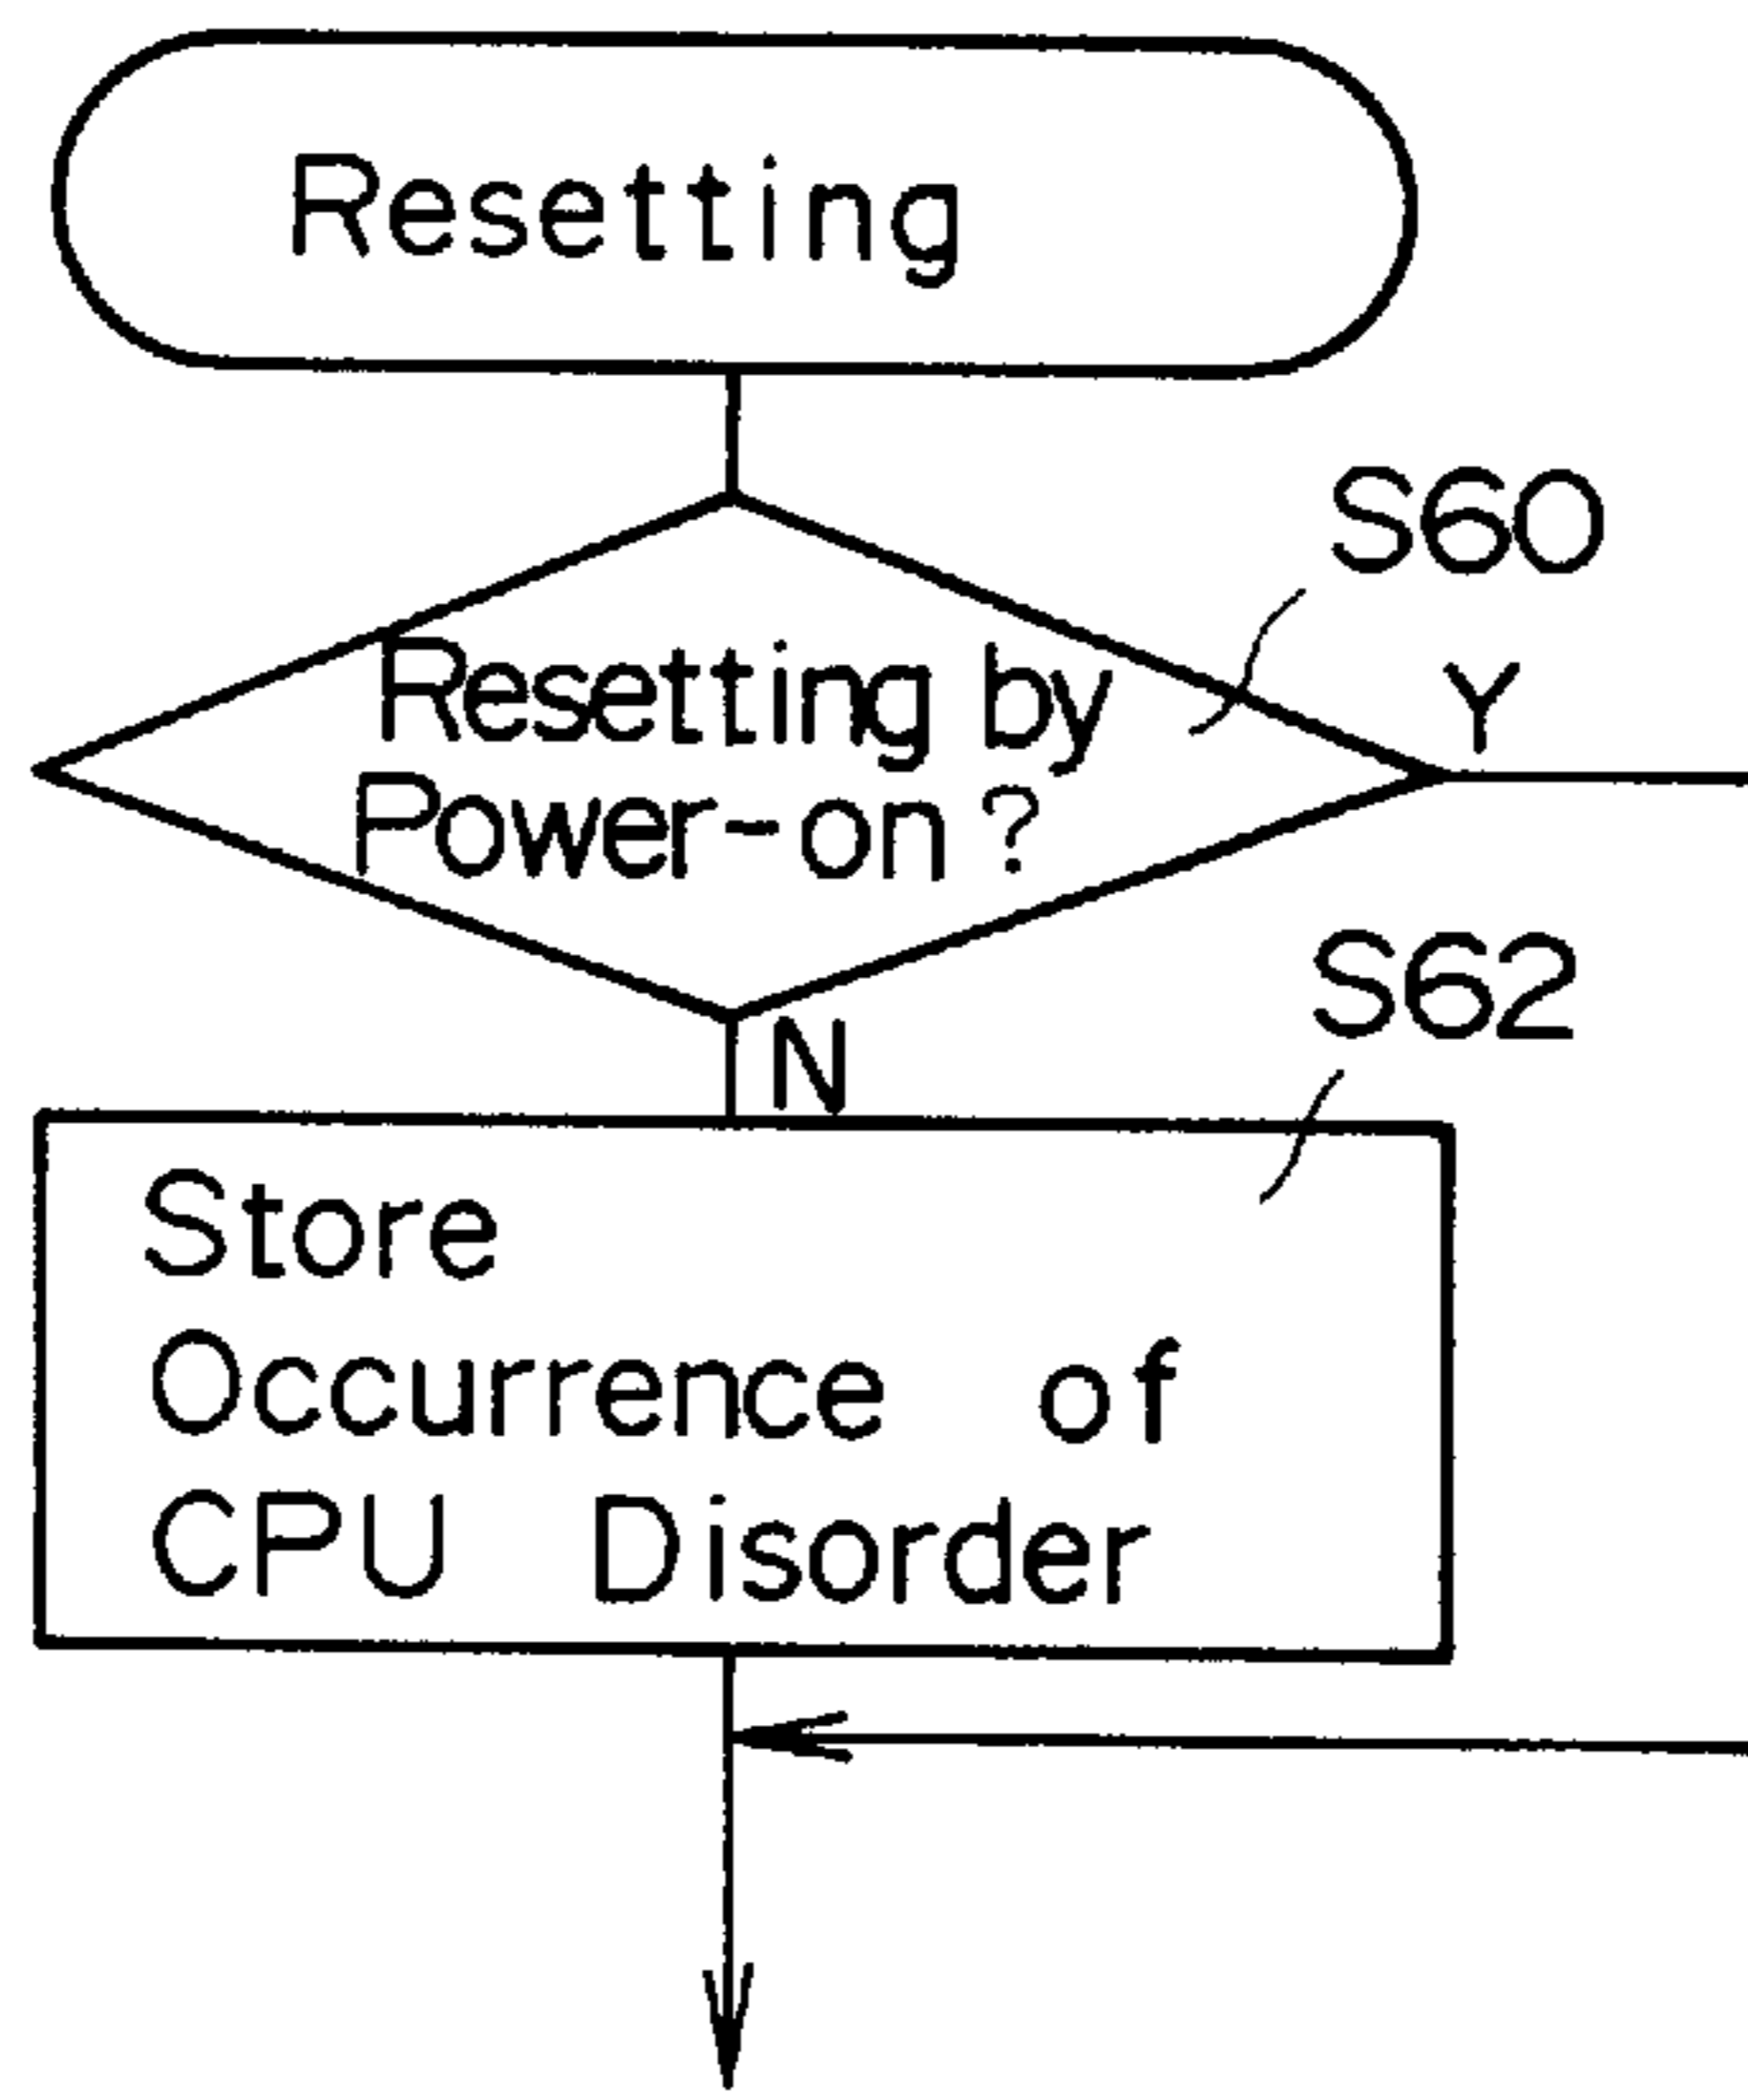 Resetting
S60
Resetting by
Y
Power-on?
S62
N
Store
Occurrence of
CPU Disorder